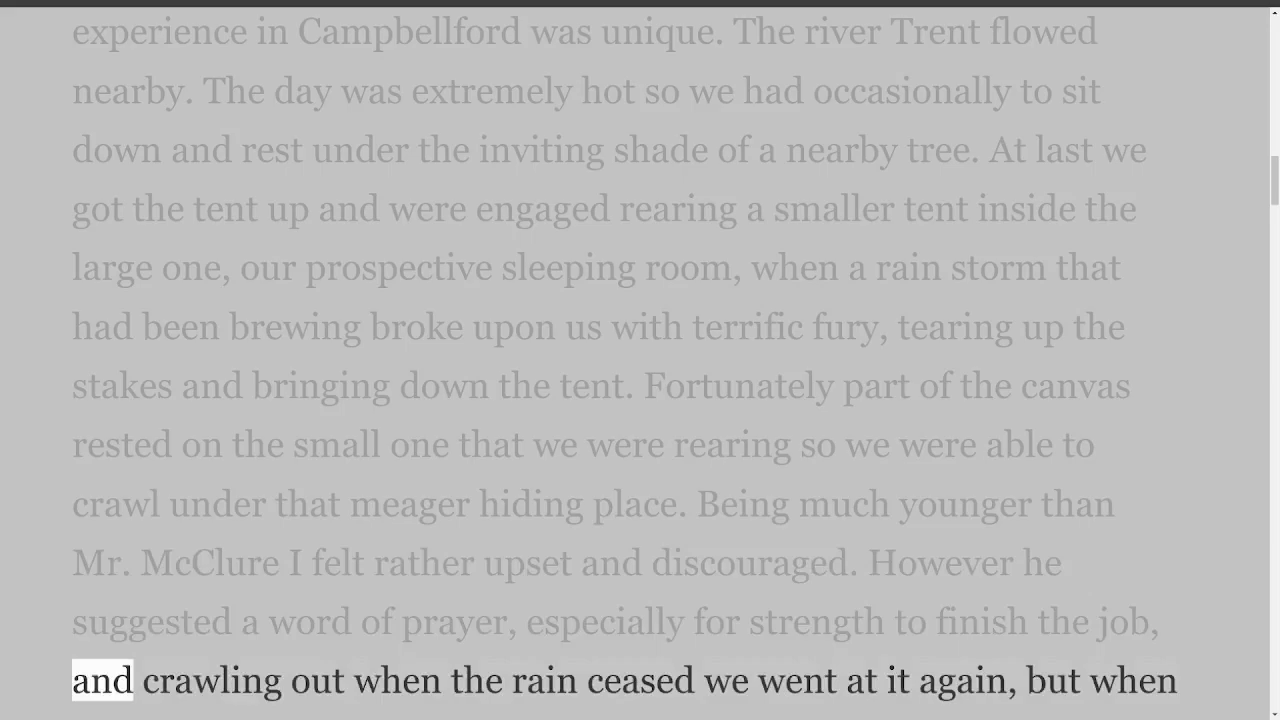 experience in Campbellford was unique. The river Trent flowed
nearby. The day was extremely hot so we had occasionally to sit
down and rest under the inviting shade of a nearby tree. At last we
got the tent up and were engaged rearing a smaller tent inside the
large one, our prospective sleeping room, when a rain storm that
had been brewing broke upon us with terrific fury, tearing up the
stakes and bringing down the tent. Fortunately part of the canvas
rested on the small one that we were rearing so we were able to
crawl under that meager hiding place. Being much younger than
Mr. McClure I felt rather upset and discouraged. However he
suggested a word of prayer, especially for strength to finish the job,
and crawling out when the rain ceased we went at it again, but when